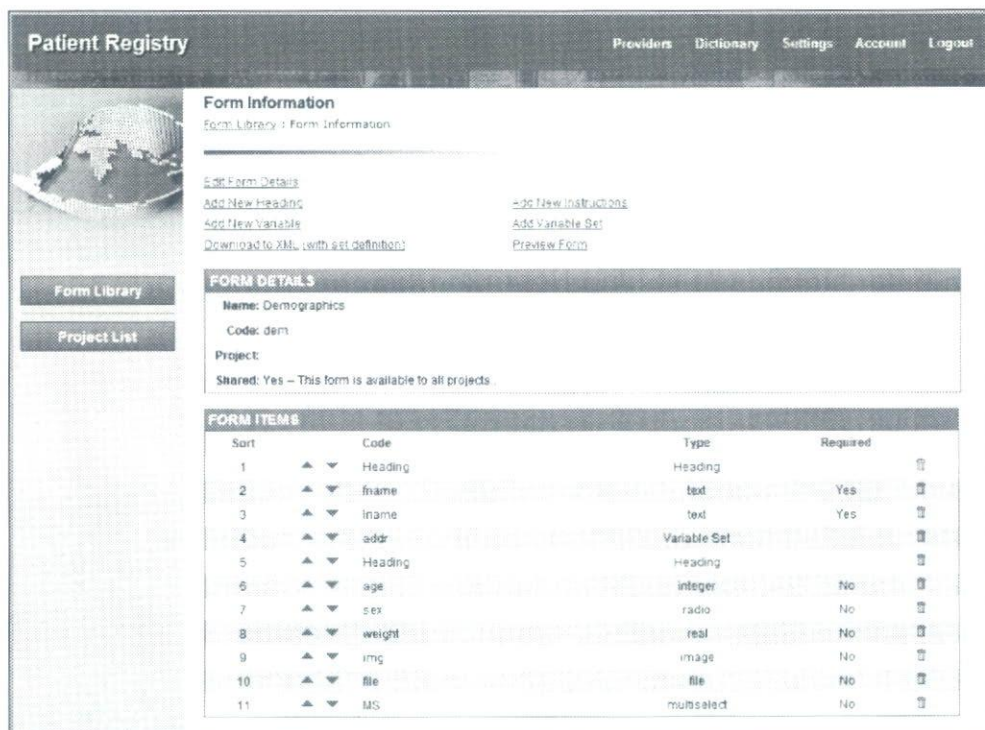 Patient Registry
Providers Dictionary Settings Account Logout
Form Information
Form Library : Form Information
Edit Form Details
Add New Heading Add New Instructions
Add New Variable Add Variable Set
Download to XML (with set definition) Preview Form
Form Library
Project List
FORM DETAILS
Name: Demographics
Code: dem
Project:
Shared: Yes -- This form is available to all projects.
FORM ITEMS
Sort Code Type Required
1 Heading Heading
2 fname text Yes
3 lname text Yes
4 addr Variable Set
5 Heading Heading
6 age integer No
7 sex radio No
8 weight real No
9 img image No
10 file file No
11 MS multiselect No